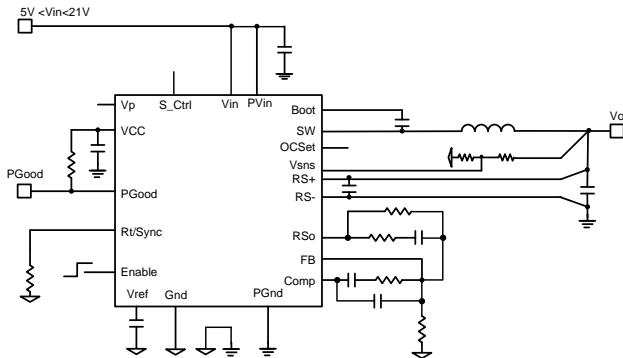 5V <Vin<21V
Vp
S_Ctrl
Vin
PVin
Boot
VCC
SW
Vo
OCSet
Vsns
PGood
PGood
RS+
RS-
Rt/Sync
RSo
FB
Enable
Comp
Vref
Gnd
PGnd